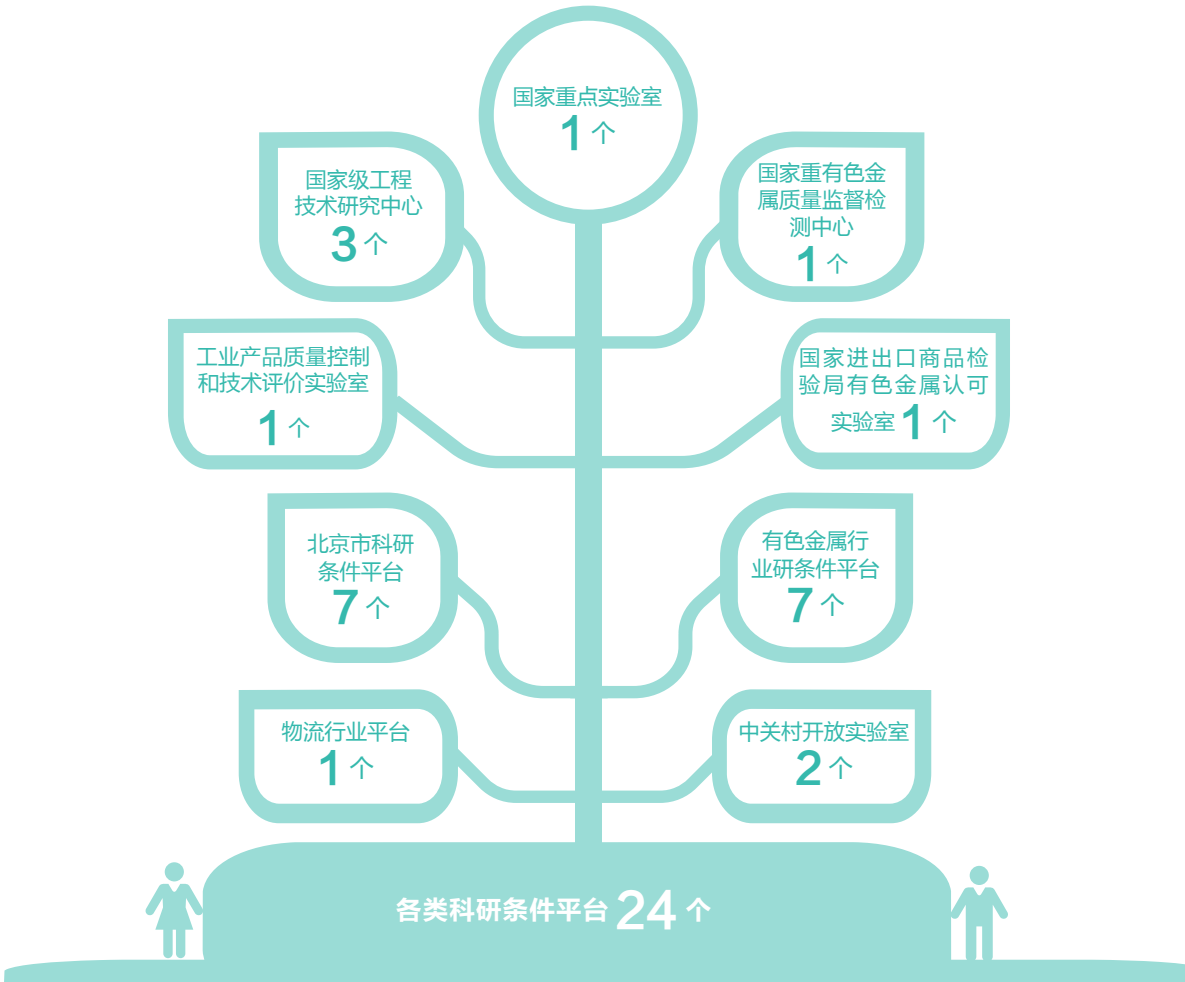 国家重点实验室
1 个
国家级工程
技术研究中心
3 个
国家重有色金
属质量监督检
测中心
1 个
工业产品质量控制
和技术评价实验室
1 个
国家进出口商品检
验局有色金属认可
实验室 1 个
北京市科研
条件平台
7 个
有色金属行
业研条件平台
7 个
物流行业平台
1 个
中关村开放实验室
2 个
各类科研条件平台 24 个